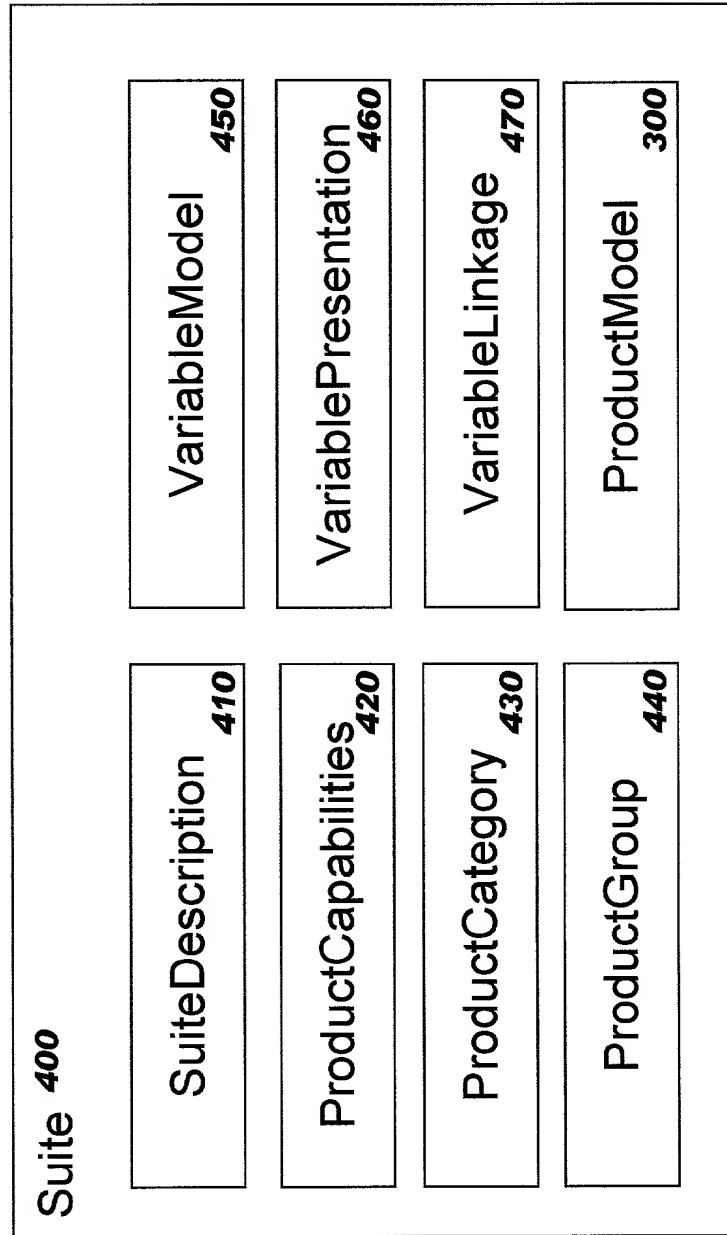 Suite 400
SuiteDescription 410
ProductCapabilities 420
ProductCategory 430
ProductGroup 440
VariableModel 450
VariablePresentation 460
VariableLinkage 470
ProductModel 300